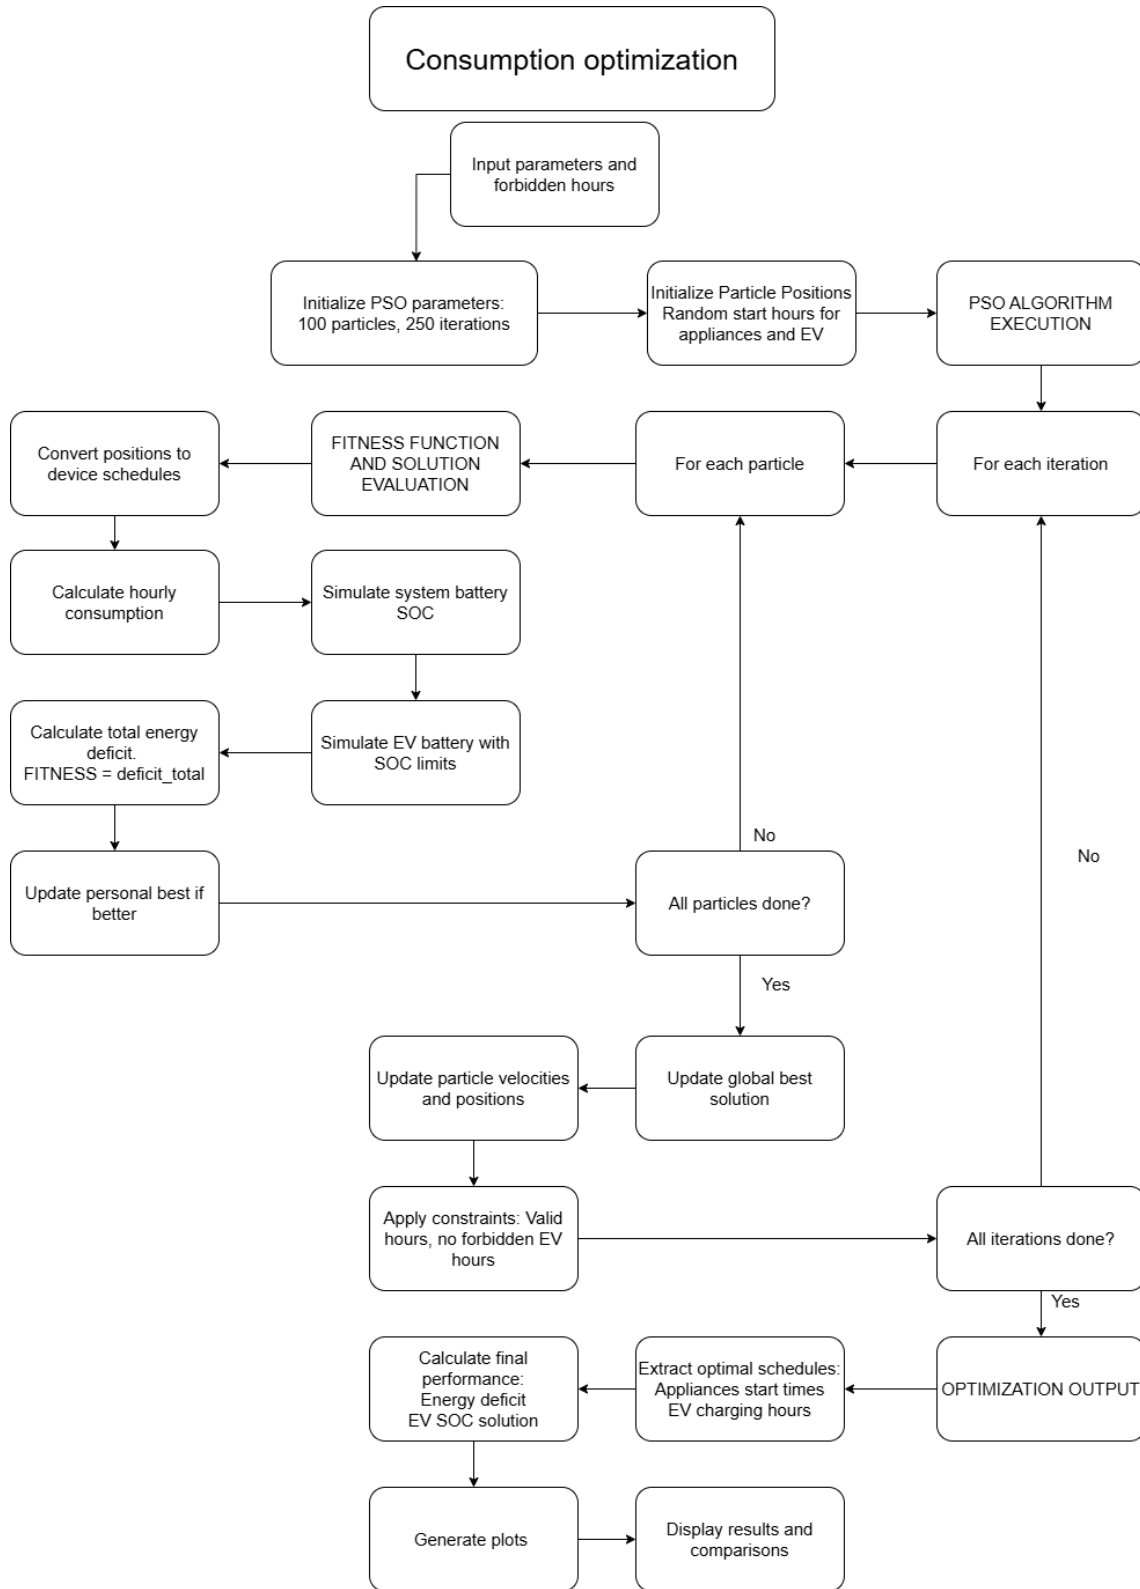 Consumption optimization
Input parameters and
forbidden hours
Initialize PSO parameters:
100 particles, 250 iterations
Initialize Particle Positions
Random start hours for
appliances and EV
PSO ALGORITHM
EXECUTION
Convert positions to
device schedules
FITNESS FUNCTION
AND SOLUTION
EVALUATION
For each particle
For each iteration
Calculate hourly
consumption
Simulate system battery
SOC
Calculate total energy
deficit.
FITNESS = deficit_total
Simulate EV battery with
SOC limits
No
No
Update personal best if
better
All particles done?
Yes
Update particle velocities
and positions
Update global best
solution
Apply constraints: Valid
hours, no forbidden EV
hours
All iterations done?
Yes
Calculate final
performance:
Energy deficit
EV SOC solution
Extract optimal schedules:
Appliances start times
EV charging hours
OPTIMIZATION OUTPUT
Generate plots
Display results and
comparisons